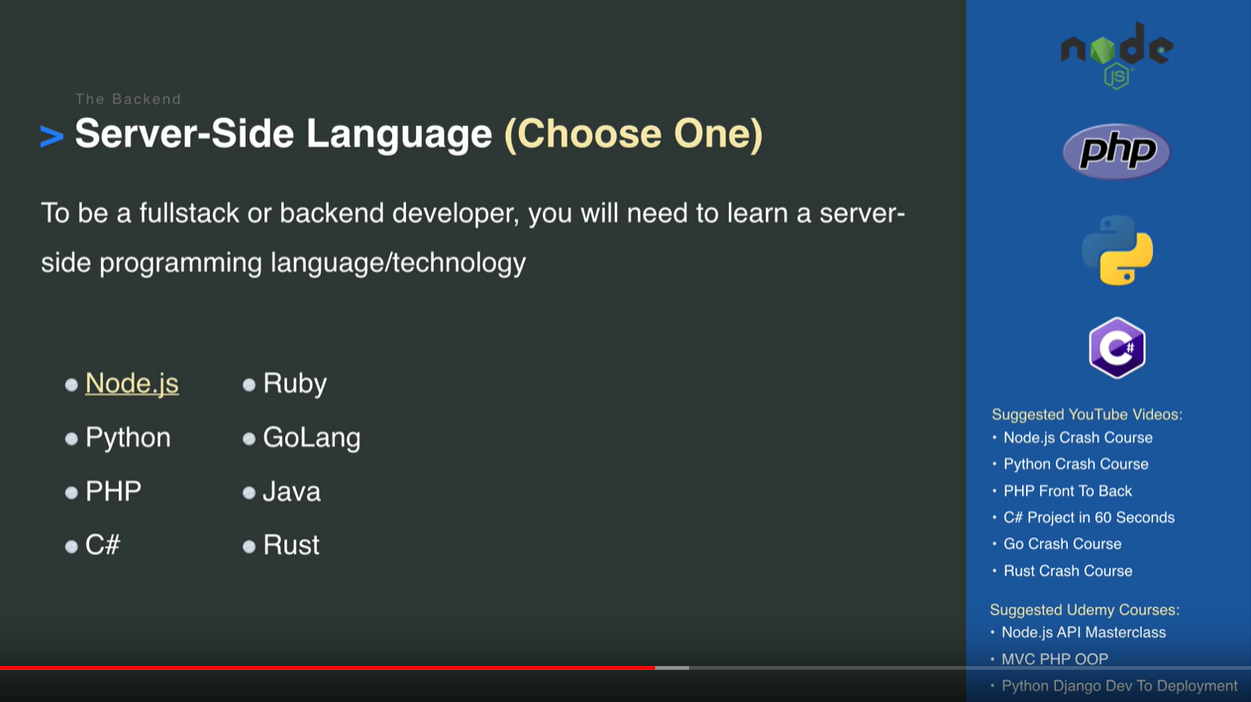 The Backend
> Server-Side Language (Choose One)
To be a fullstack or backend developer, you will need to learn a server-
side programming language/technology
• Node.js
• Python
• PHP
• C#
• Ruby
• GoLang
• Java
• Rust
node
JS
php
C#
Suggested YouTube Videos:
• Node.js Crash Course
• Python Crash Course
• PHP Front To Back
• C# Project in 60 Seconds
• Go Crash Course
• Rust Crash Course
Suggested Udemy Courses:
• Node.js API Masterclass
• MVC PHP OOP
• Python Django Dev To Deployment